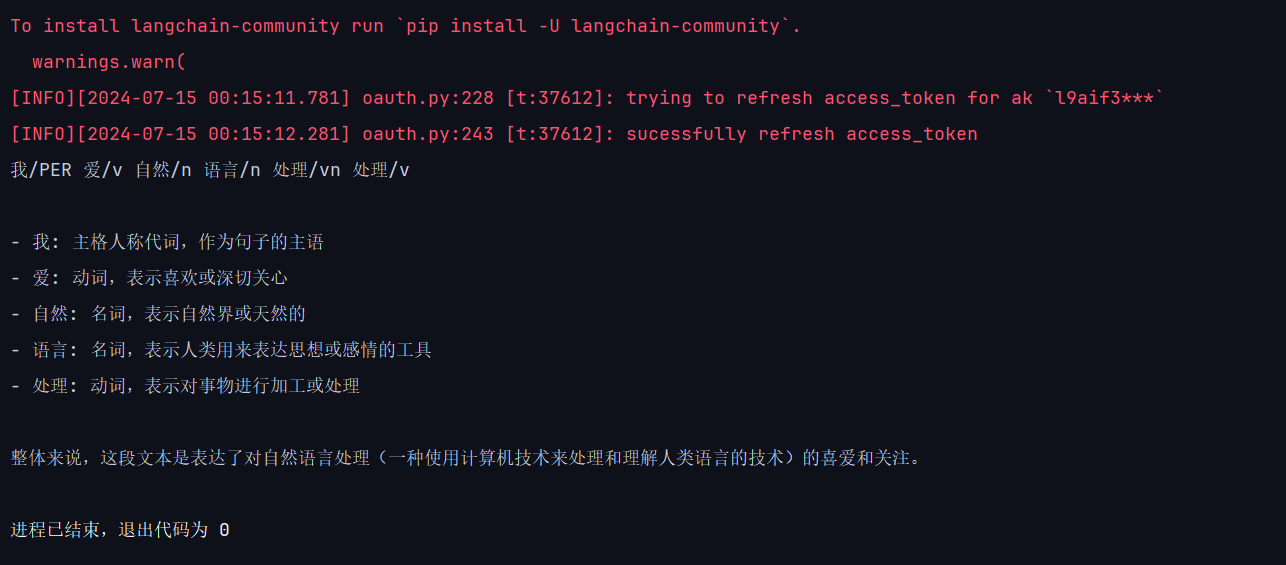 To install langchain-community run `pip install -U langchain-community`.
  warnings.warn(
[INFO][2024-07-15 00:15:11.781] oauth.py:228 [t:37612]: trying to refresh access_token for ak `l9aif3***`
[INFO][2024-07-15 00:15:12.281] oauth.py:243 [t:37612]: sucessfully refresh access_token
我/PER 爱/v 自然/n 语言/n 处理/vn 处理/v
- 我: 主格人称代词，作为句子的主语
- 爱: 动词，表示喜欢或深切关心
- 自然: 名词，表示自然界或天然的
- 语言: 名词，表示人类用来表达思想或感情的工具
- 处理: 动词，表示对事物进行加工或处理
整体来说，这段文本是表达了对自然语言处理（一种使用计算机技术来处理和理解人类语言的技术）的喜爱和关注。
进程已结束，退出代码为 0